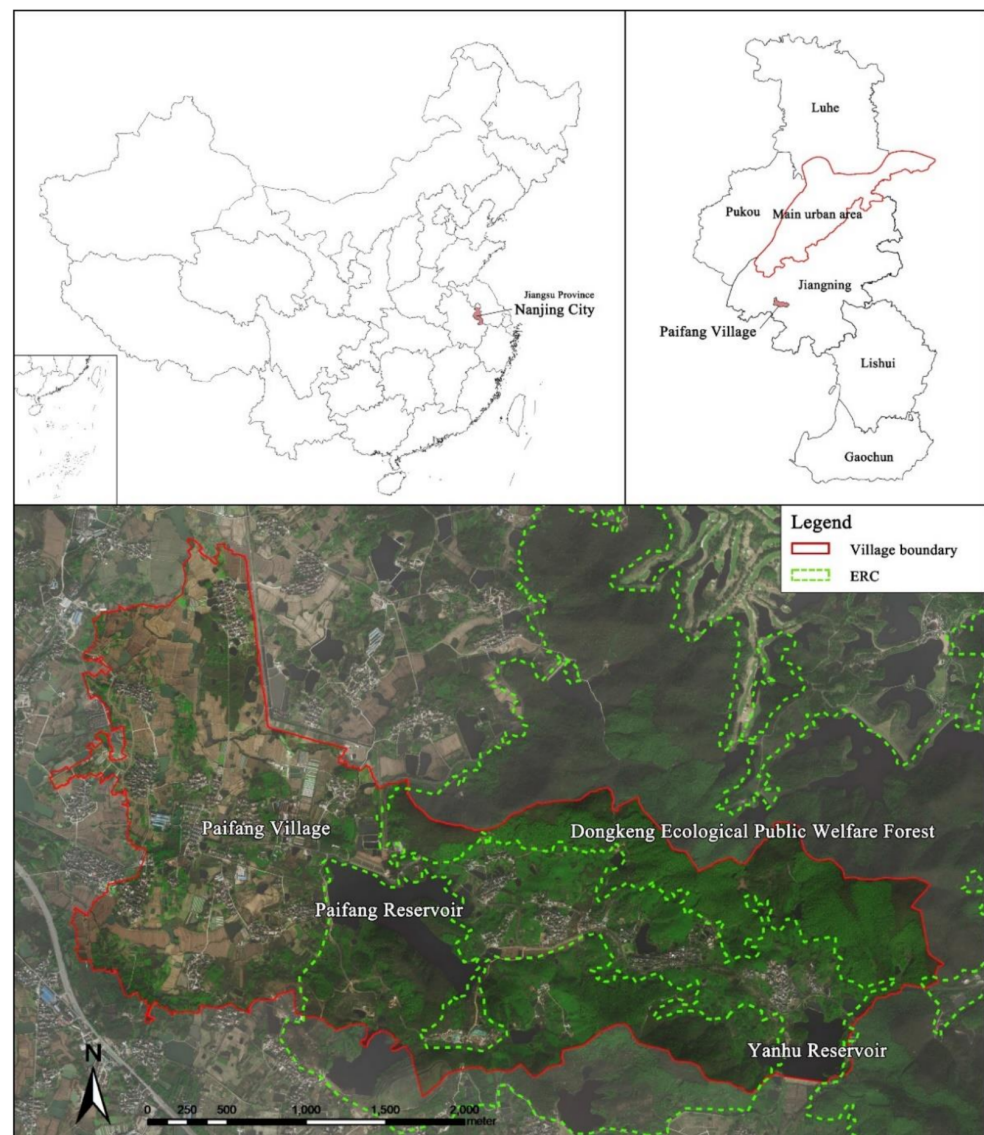 Jiangsu Province
Nanjing City
Luhe
Pukou
Main urban area
Jiangning
Paifang Village
Lishui
Gaochun
Legend
Village boundary
ERC
Paifang Village
Dongkeng Ecological Public Welfare Forest
Paifang Reservoir
Yanhu Reservoir
N
0 250 500 1,000 1,500 2,000
meter